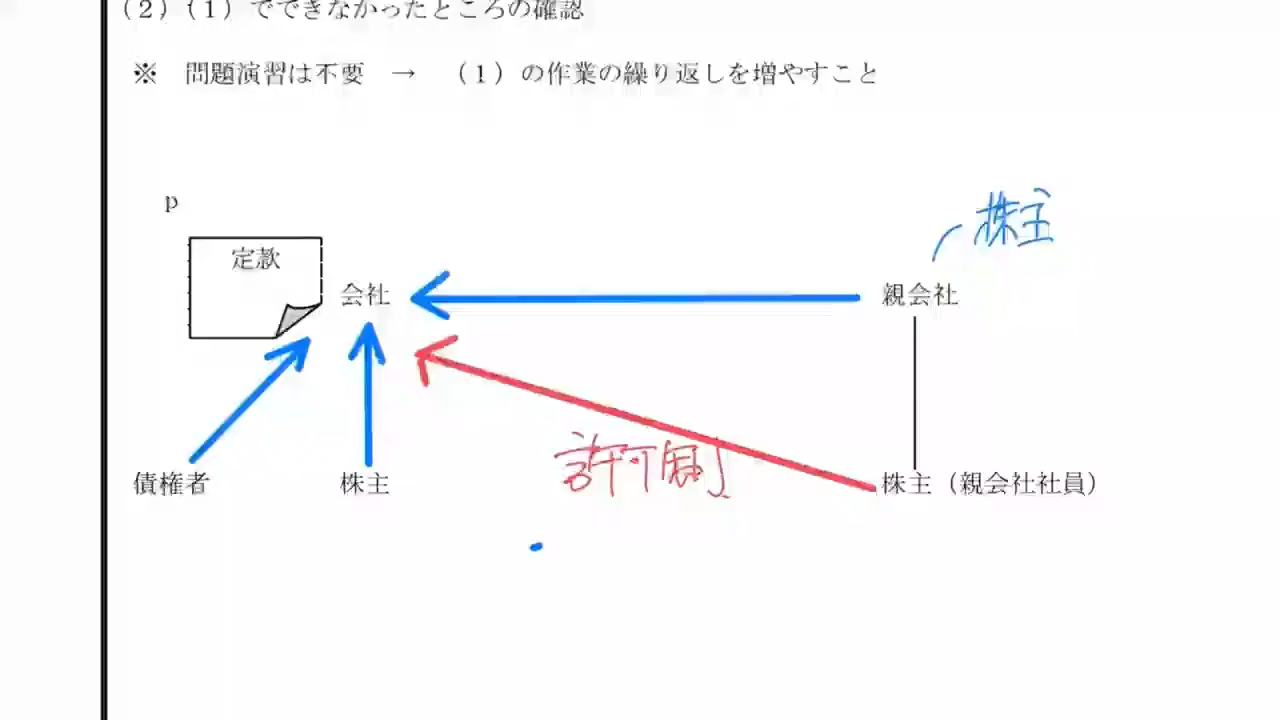 (2)(1)でできなかったところの確認
※ 問題演習は不要 → (1)の作業の繰り返しを増やすこと
p
株主
定款
会社
親会社
許可制
債権者
株主
株主(親会社社員)